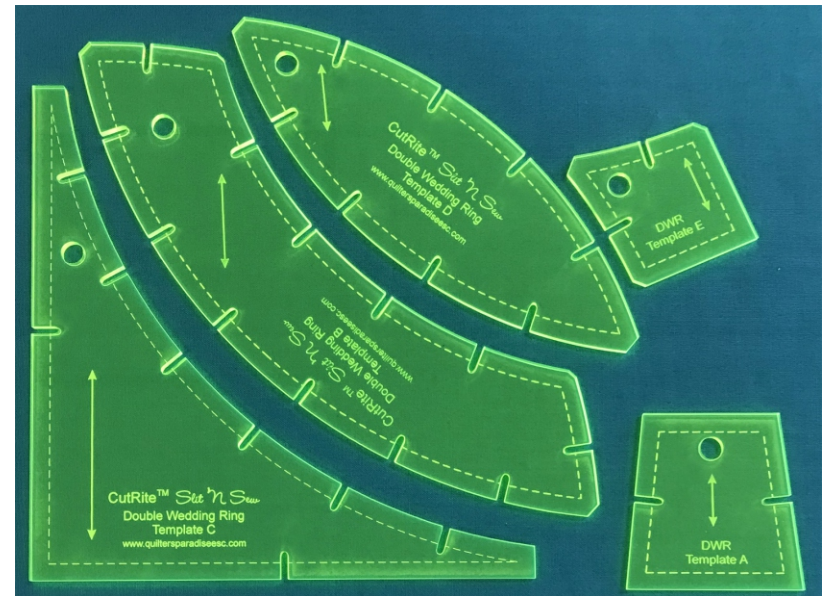 CutRite™ Slit 'N Sew
Double Wedding Ring
Template D
www.quiltersparadiseesc.com
DWR
Template E
CutRite™ Slit 'N Sew
Double Wedding Ring
Template B
www.quiltersparadiseesc.com
CutRite™ Slit 'N Sew
Double Wedding Ring
Template C
www.quiltersparadiseesc.com
DWR
Template A